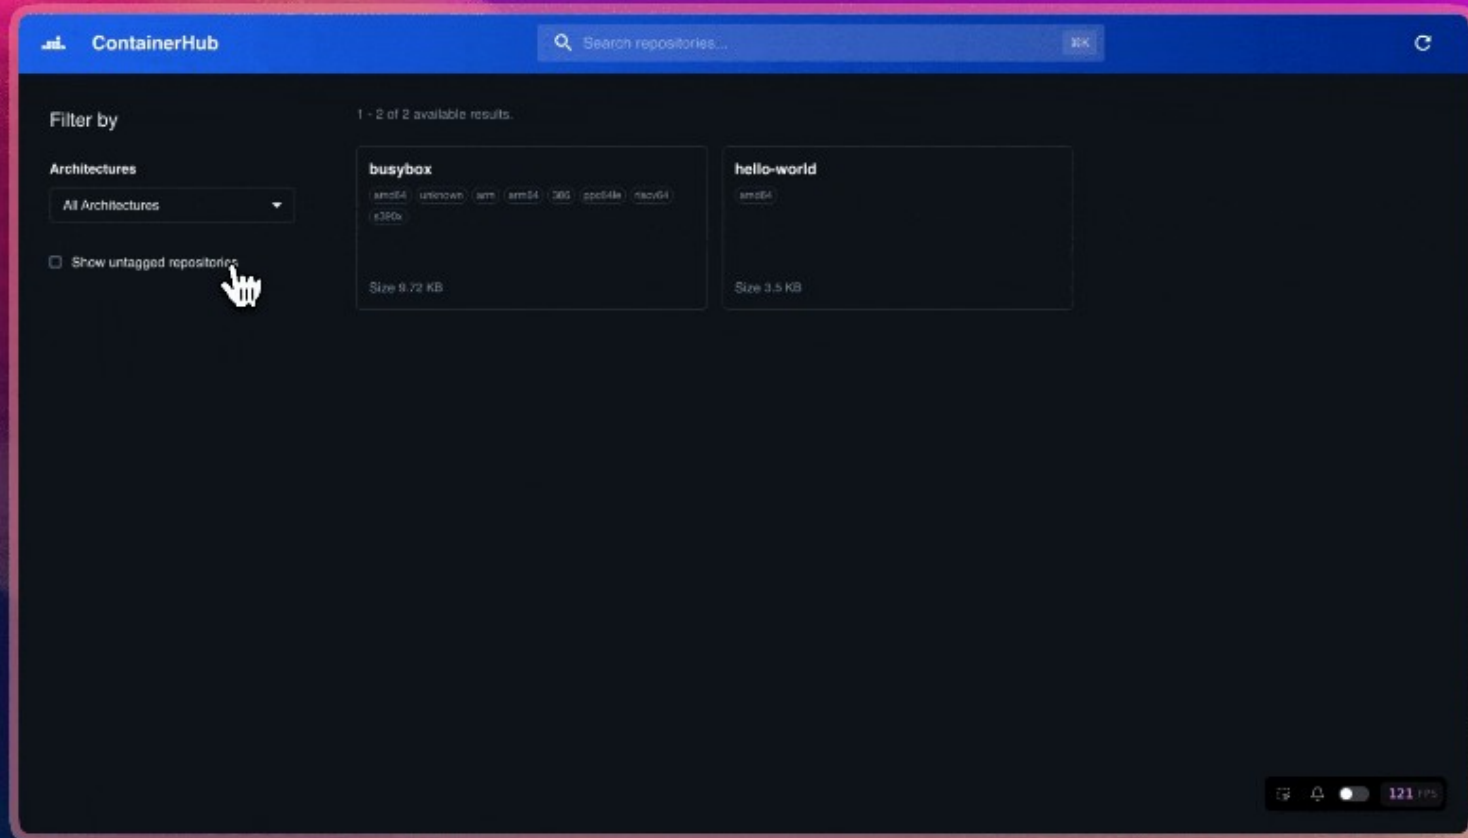 ContainerHub
Search repositories...
⌘K
Filter by
1 - 2 of 2 available results.
Architectures
All Architectures
Show untagged repositories
busybox
amd64 unknown arm arm64 386 ppc64le riscv64
s390x
Size 9.72 KB
hello-world
amd64
Size 3.5 KB
121 FPS